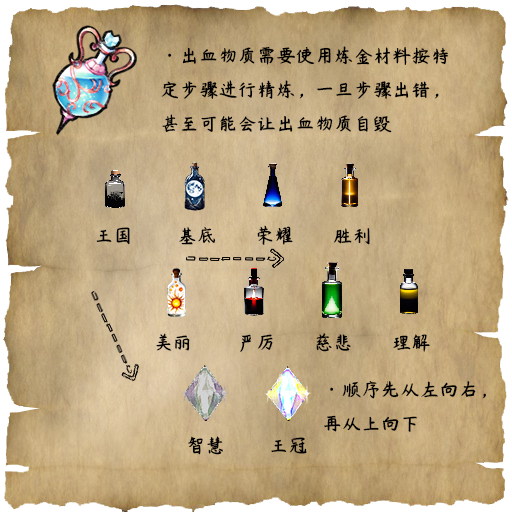 ·出血物质需要使用炼金材料按特
定步骤进行精炼，一旦步骤出错，
甚至可能会让出血物质自毁
王国 基底 荣耀 胜利
美丽 严厉 慈悲 理解
·顺序先从左向右，
再从上向下
智慧 王冠